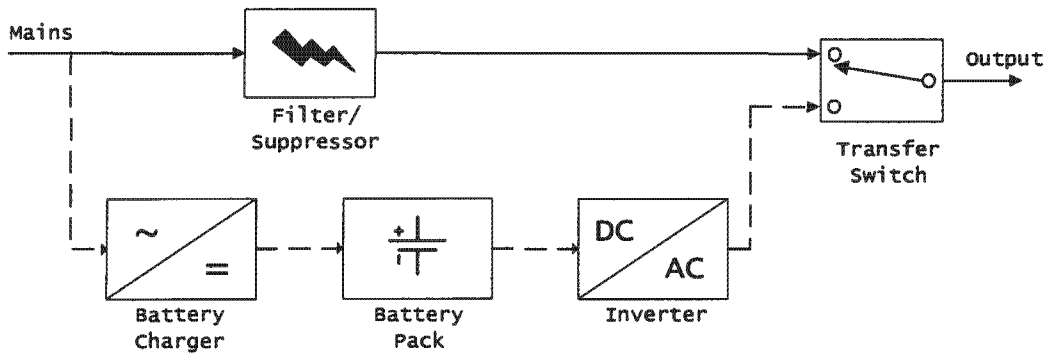 Mains
Output
Filter/
Suppressor
Transfer
Switch
~
=
+
DC
AC
Battery
Charger
Battery
Pack
Inverter